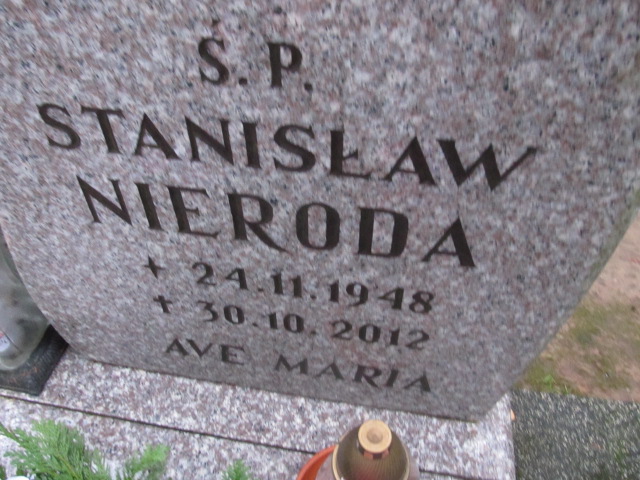 Ś.P.
STANISŁAW
NIERODA
+ 24.11.1948
+ 30.10.2012
AVE MARIA